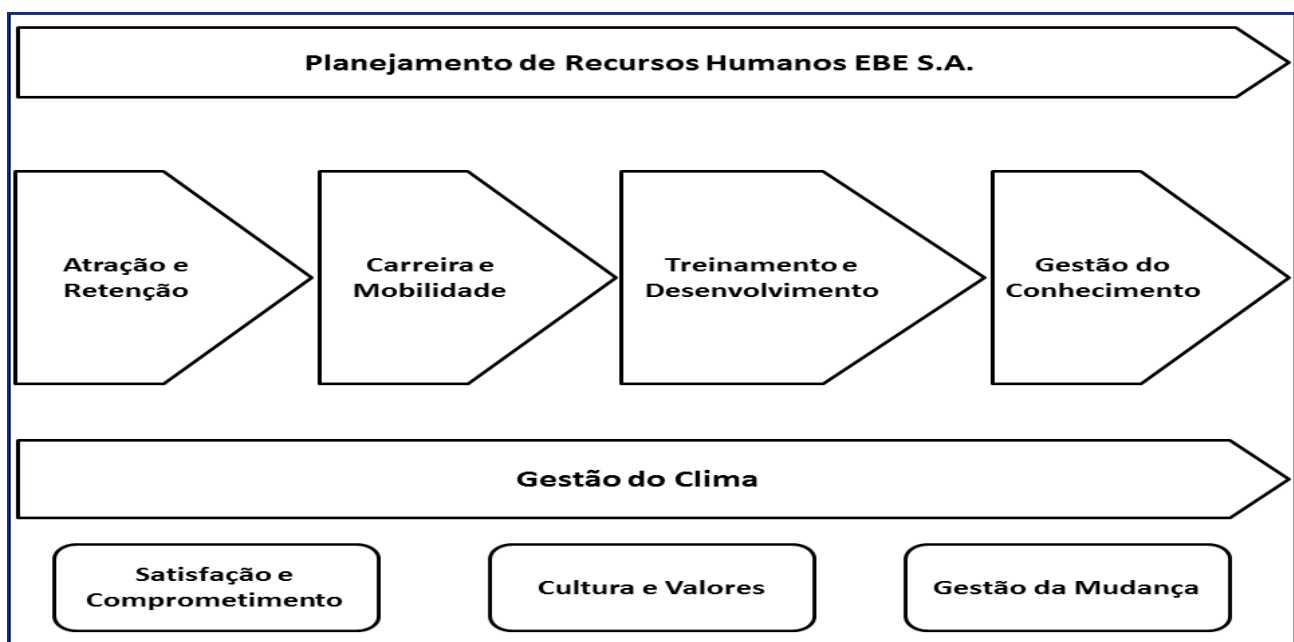 Planejamento de Recursos Humanos EBE S.A.
Atração e
Retenção
Carreira e
Mobilidade
Treinamento e
Desenvolvimento
Gestão do
Conhecimento
Gestão do Clima
Satisfação e
Comprometimento
Cultura e Valores
Gestão da Mudança